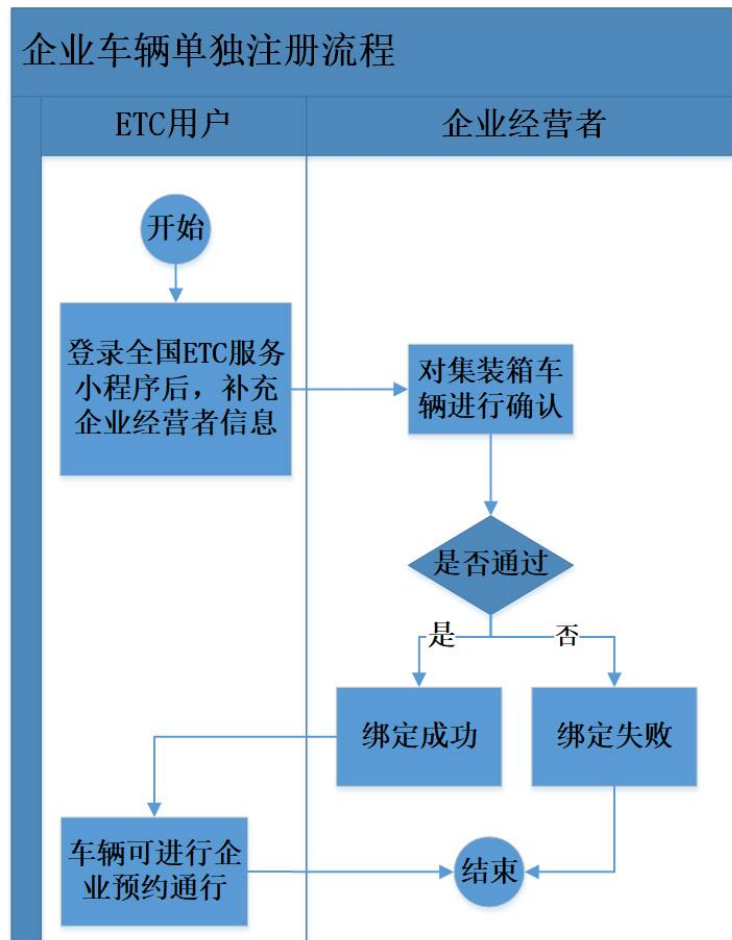 企业车辆单独注册流程
ETC用户
企业经营者
开始
登录全国ETC服务
小程序后，补充
企业经营者信息
对集装箱车
辆进行确认
是否通过
是
否
绑定成功
绑定失败
车辆可进行企
业预约通行
结束